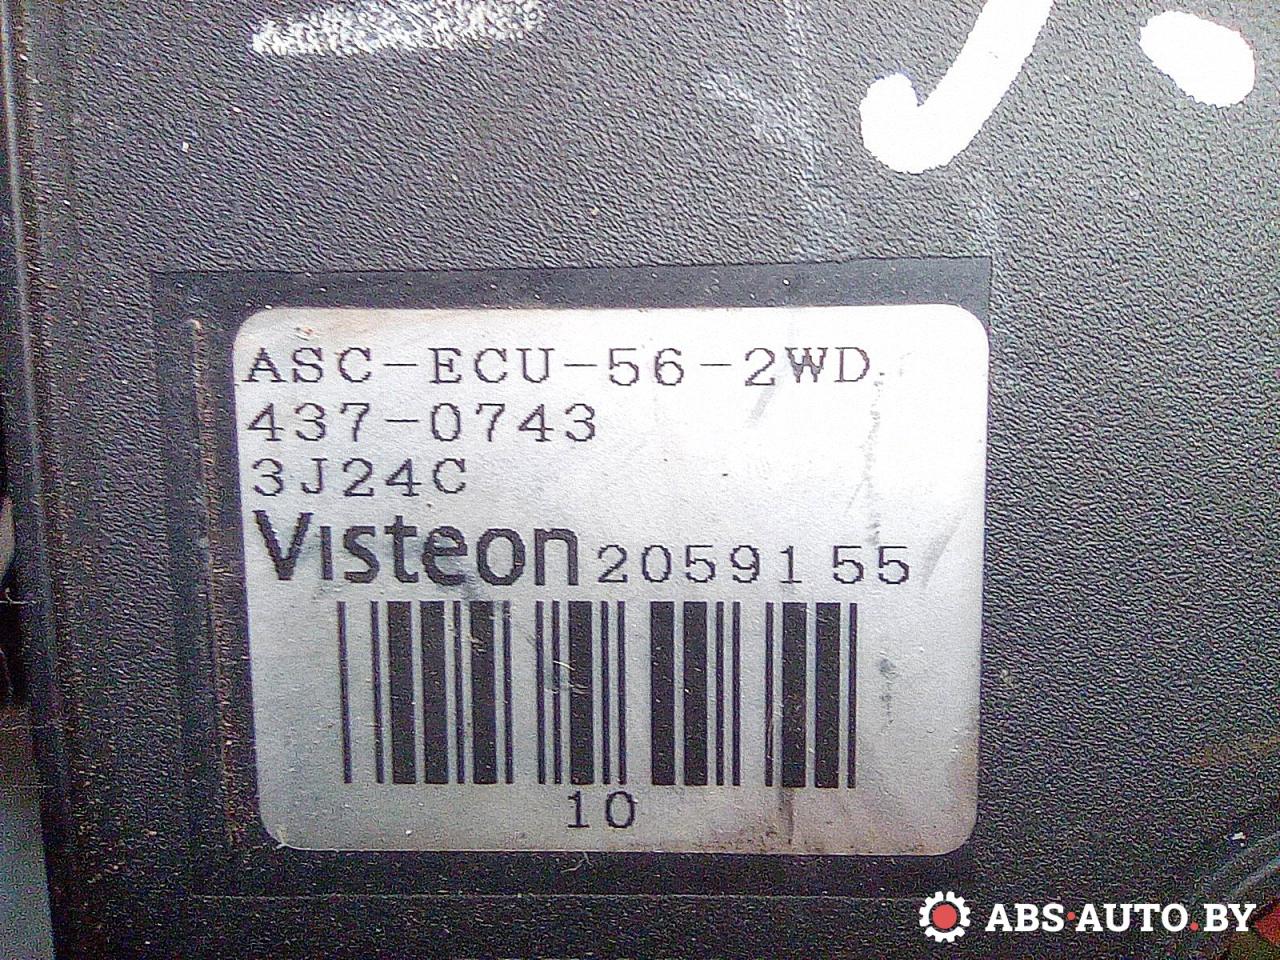 ASC-ECU-56-2WD
437-0743
3J24C
Visteon 2059155
10
ABS·AUTO.BY